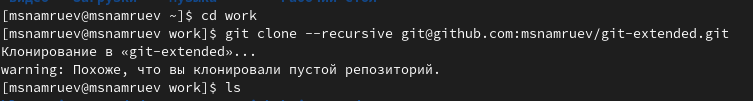 [msnamruev@msnamruev ~]$ cd work
[msnamruev@msnamruev work]$ git clone --recursive git@github.com:msnamruev/git-extended.git
Клонирование в «git-extended»...
warning: Похоже, что вы клонировали пустой репозиторий.
[msnamruev@msnamruev work]$ ls